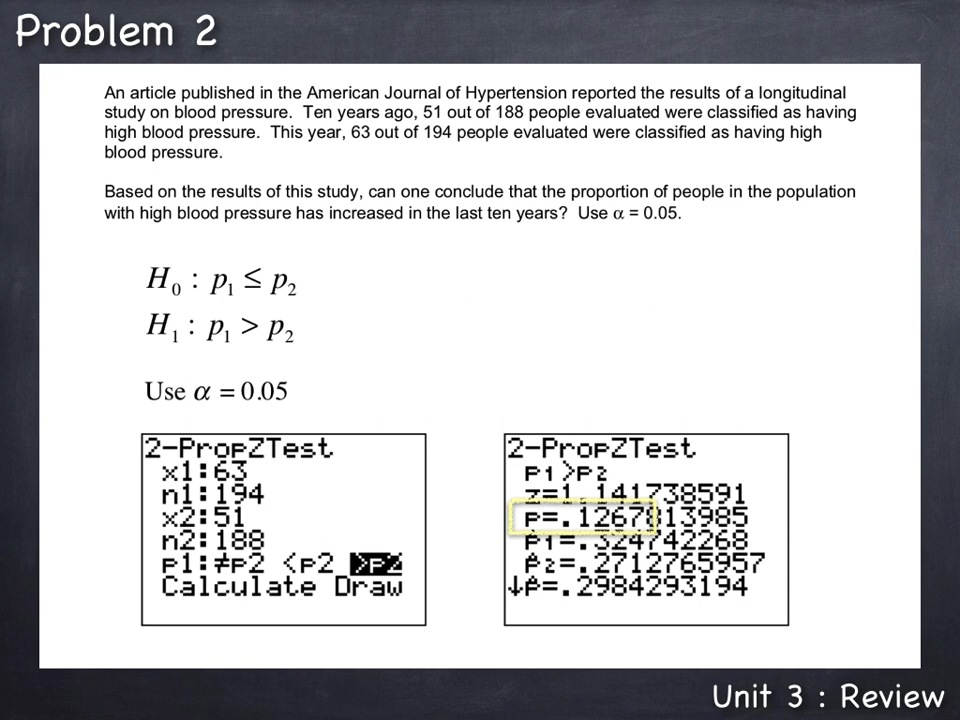 Problem 2
An article published in the American Journal of Hypertension reported the results of a longitudinal
study on blood pressure.  Ten years ago, 51 out of 188 people evaluated were classified as having
high blood pressure.  This year, 63 out of 194 people evaluated were classified as having high
blood pressure.
Based on the results of this study, can one conclude that the proportion of people in the population
with high blood pressure has increased in the last ten years?  Use α = 0.05.
H₀ : p₁ ≤ p₂
H₁ : p₁ > p₂
Use α = 0.05
2-PropZTest
x1:63
n1:194
x2:51
n2:188
p1:≠p2 <p2 >p2
Calculate Draw
2-PropZTest
p1>p2
z=1.141738591
p=.1267813985
p̂1=.324742268
p̂2=.2712765957
↓p̂=.2984293194
Unit 3 : Review